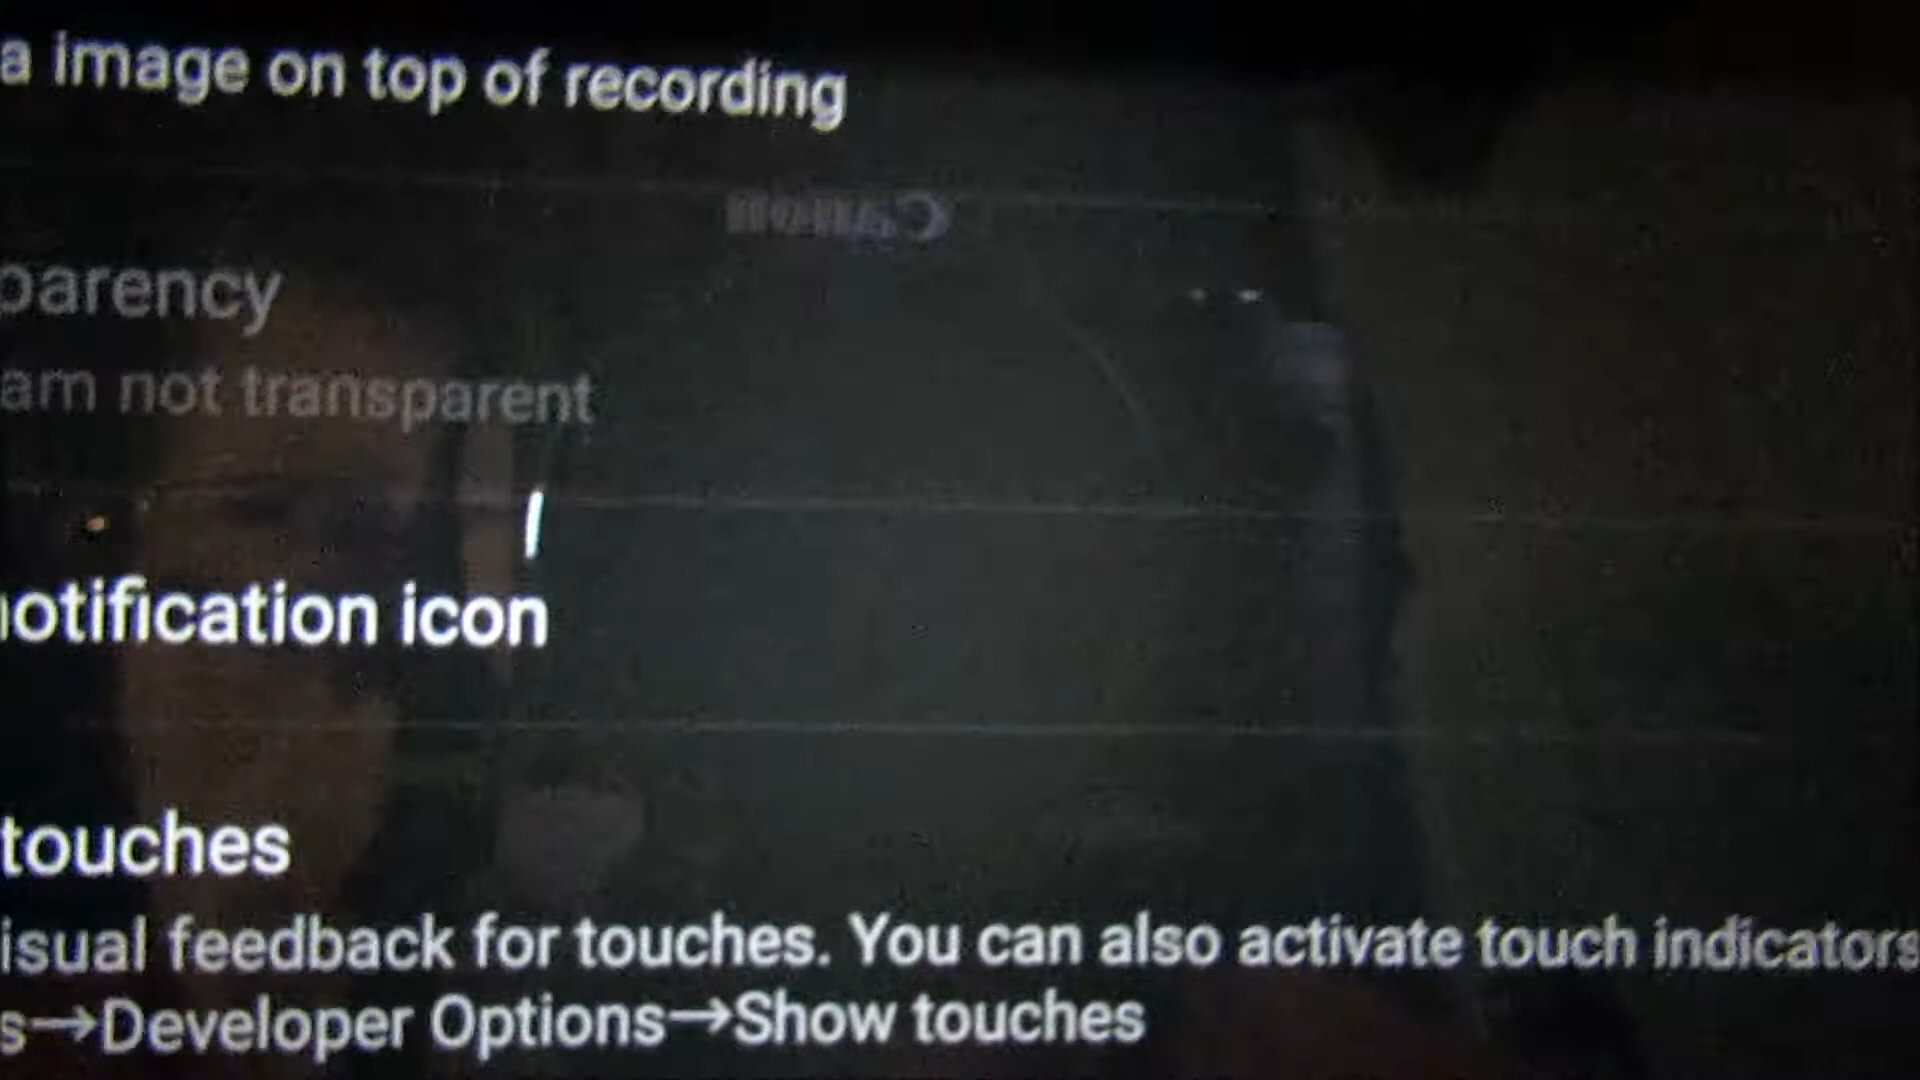 a image on top of recording
Canon
parency
am not transparent
notification icon
touches
isual feedback for touches. You can also activate touch indicators
s→Developer Options→Show touches